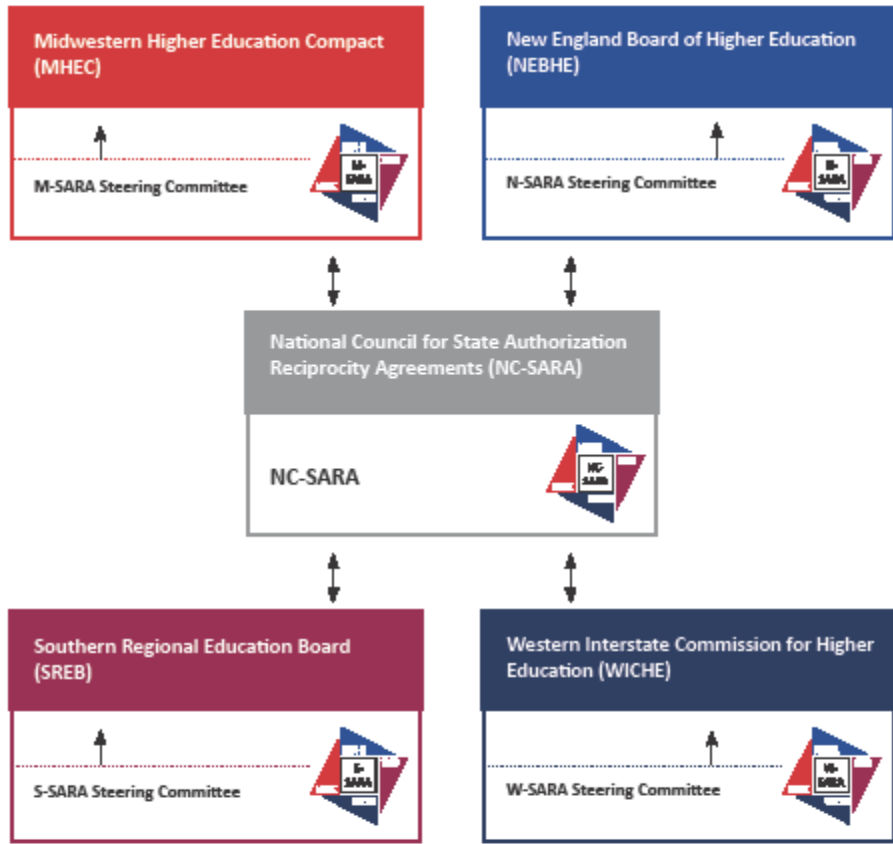 Midwestern Higher Education Compact
(MHEC)
M-SARA Steering Committee
New England Board of Higher Education
(NEBHE)
N-SARA Steering Committee
National Council for State Authorization
Reciprocity Agreements (NC-SARA)
NC-SARA
NC-
SARA
Southern Regional Education Board
(SREB)
S-SARA Steering Committee
Western Interstate Commission for Higher
Education (WICHE)
W-SARA Steering Committee